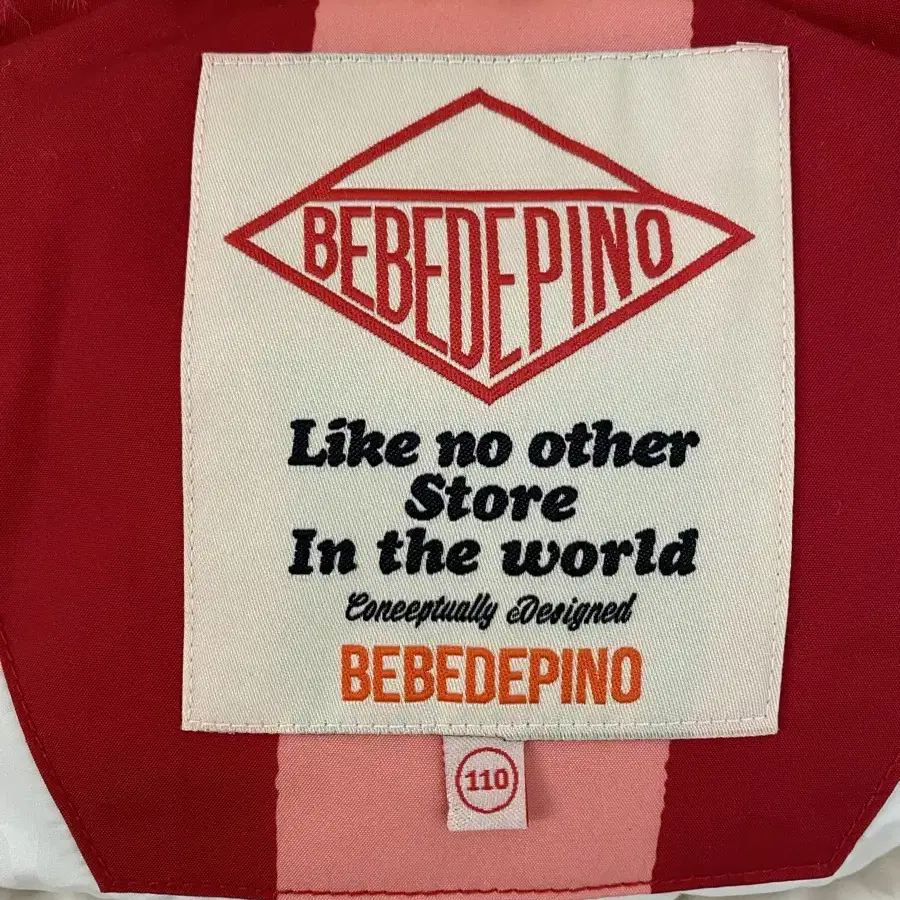 BEBEDEPINO
Like no other
Store
In the world
Conceptually Designed
BEBEDEPINO
110